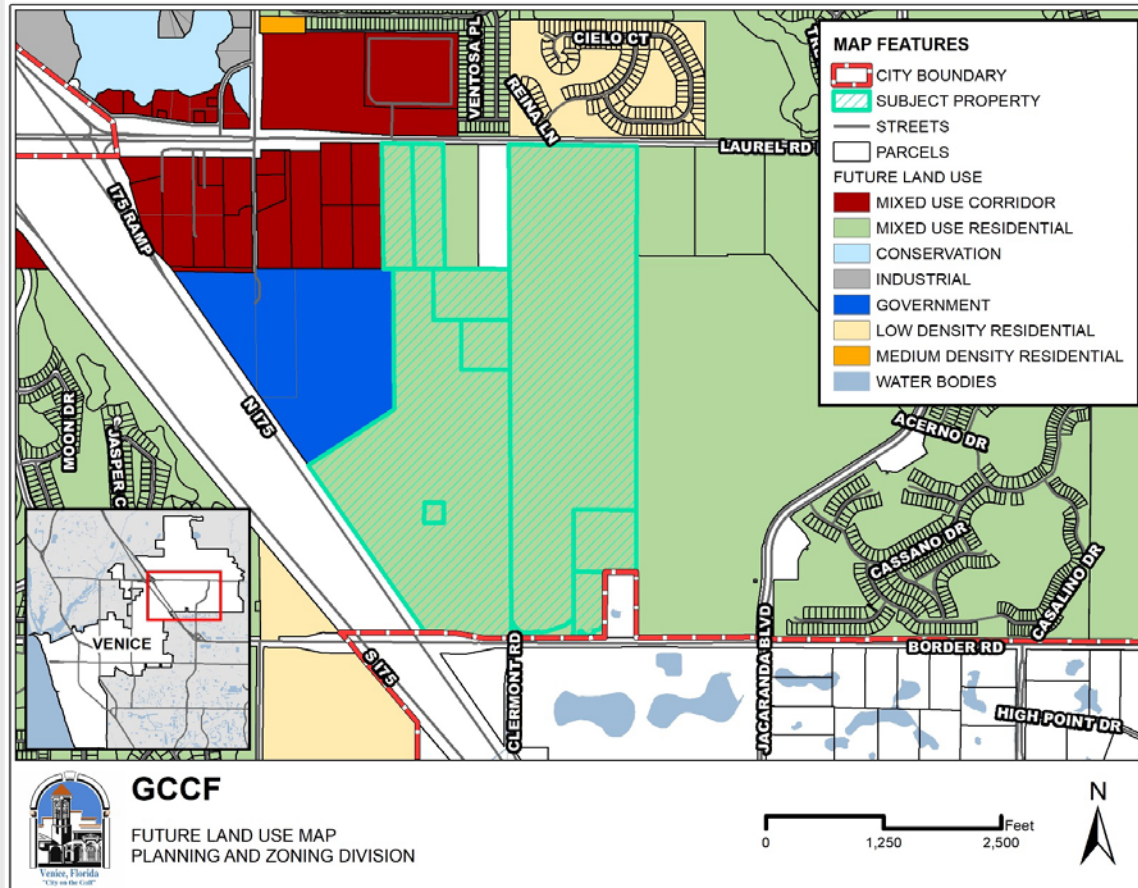 CIELO CT
VENTOSA PL
REINA LN
LAUREL RD
I75 RAMP
N I75
MOON DR
JASPER C
ACERNO DR
CASSANO DR
CASALINO DR
JACARANDA BLVD
BORDER RD
CLERMONT RD
S I75
HIGH POINT DR
VENICE
MAP FEATURES
CITY BOUNDARY
SUBJECT PROPERTY
STREETS
PARCELS
FUTURE LAND USE
MIXED USE CORRIDOR
MIXED USE RESIDENTIAL
CONSERVATION
INDUSTRIAL
GOVERNMENT
LOW DENSITY RESIDENTIAL
MEDIUM DENSITY RESIDENTIAL
WATER BODIES
GCCF
FUTURE LAND USE MAP
PLANNING AND ZONING DIVISION
Venice, Florida
"City on the Gulf"
Feet
0 1,250 2,500
N